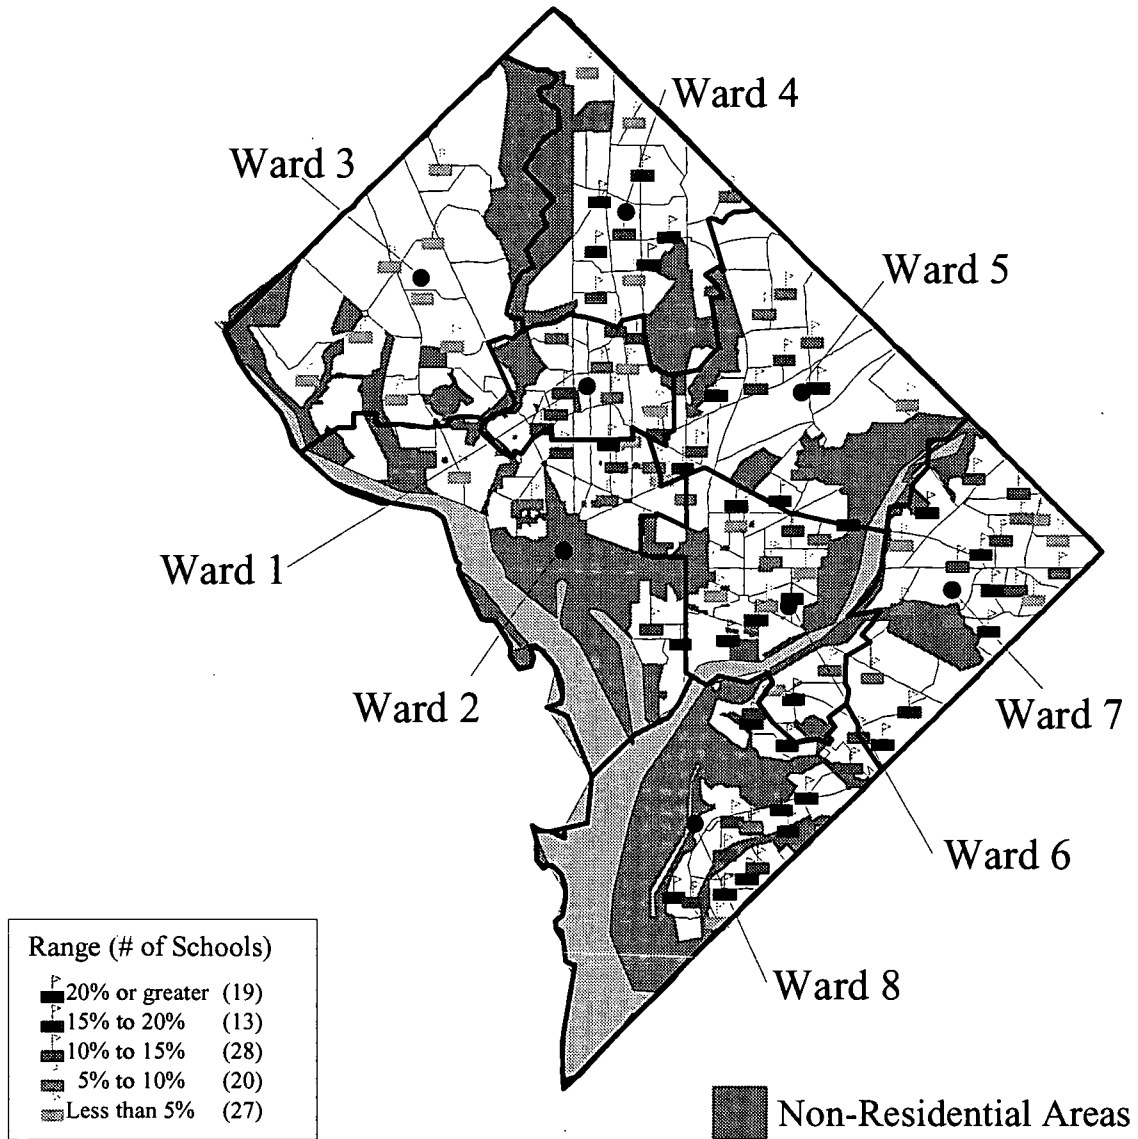 Ward 4
Ward 3
Ward 5
Ward 1
Ward 2
Ward 7
Ward 6
Ward 8
Range (# of Schools)
20% or greater (19)
15% to 20% (13)
10% to 15% (28)
5% to 10% (20)
Less than 5% (27)
Non-Residential Areas